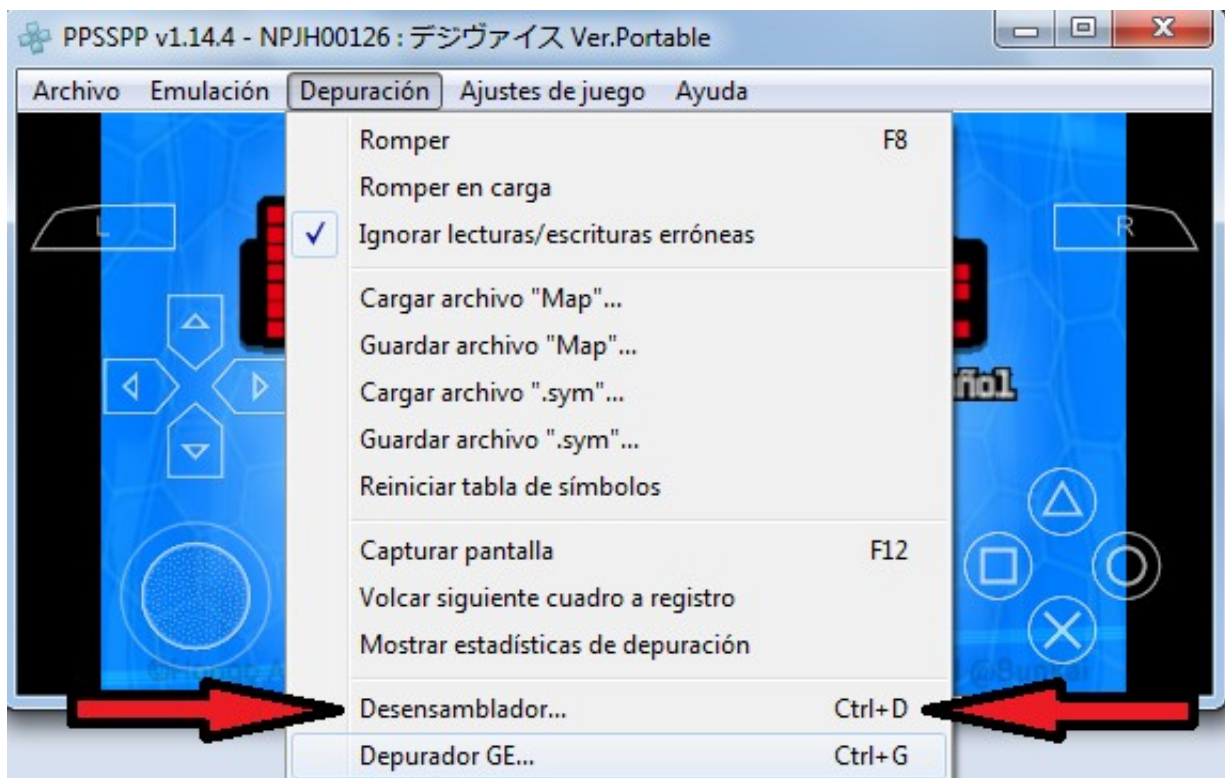 PPSSPP v1.14.4 - NPJH00126 : デジヴァイス Ver.Portable
Archivo Emulación Depuración Ajustes de juego Ayuda
Romper F8
Romper en carga
Ignorar lecturas/escrituras erróneas
L
R
Cargar archivo "Map"...
Guardar archivo "Map"...
Cargar archivo ".sym"...
ñol
Guardar archivo ".sym"...
Reiniciar tabla de símbolos
Capturar pantalla F12
Volcar siguiente cuadro a registro
Mostrar estadísticas de depuración
Desensamblador... Ctrl+D
Depurador GE... Ctrl+G